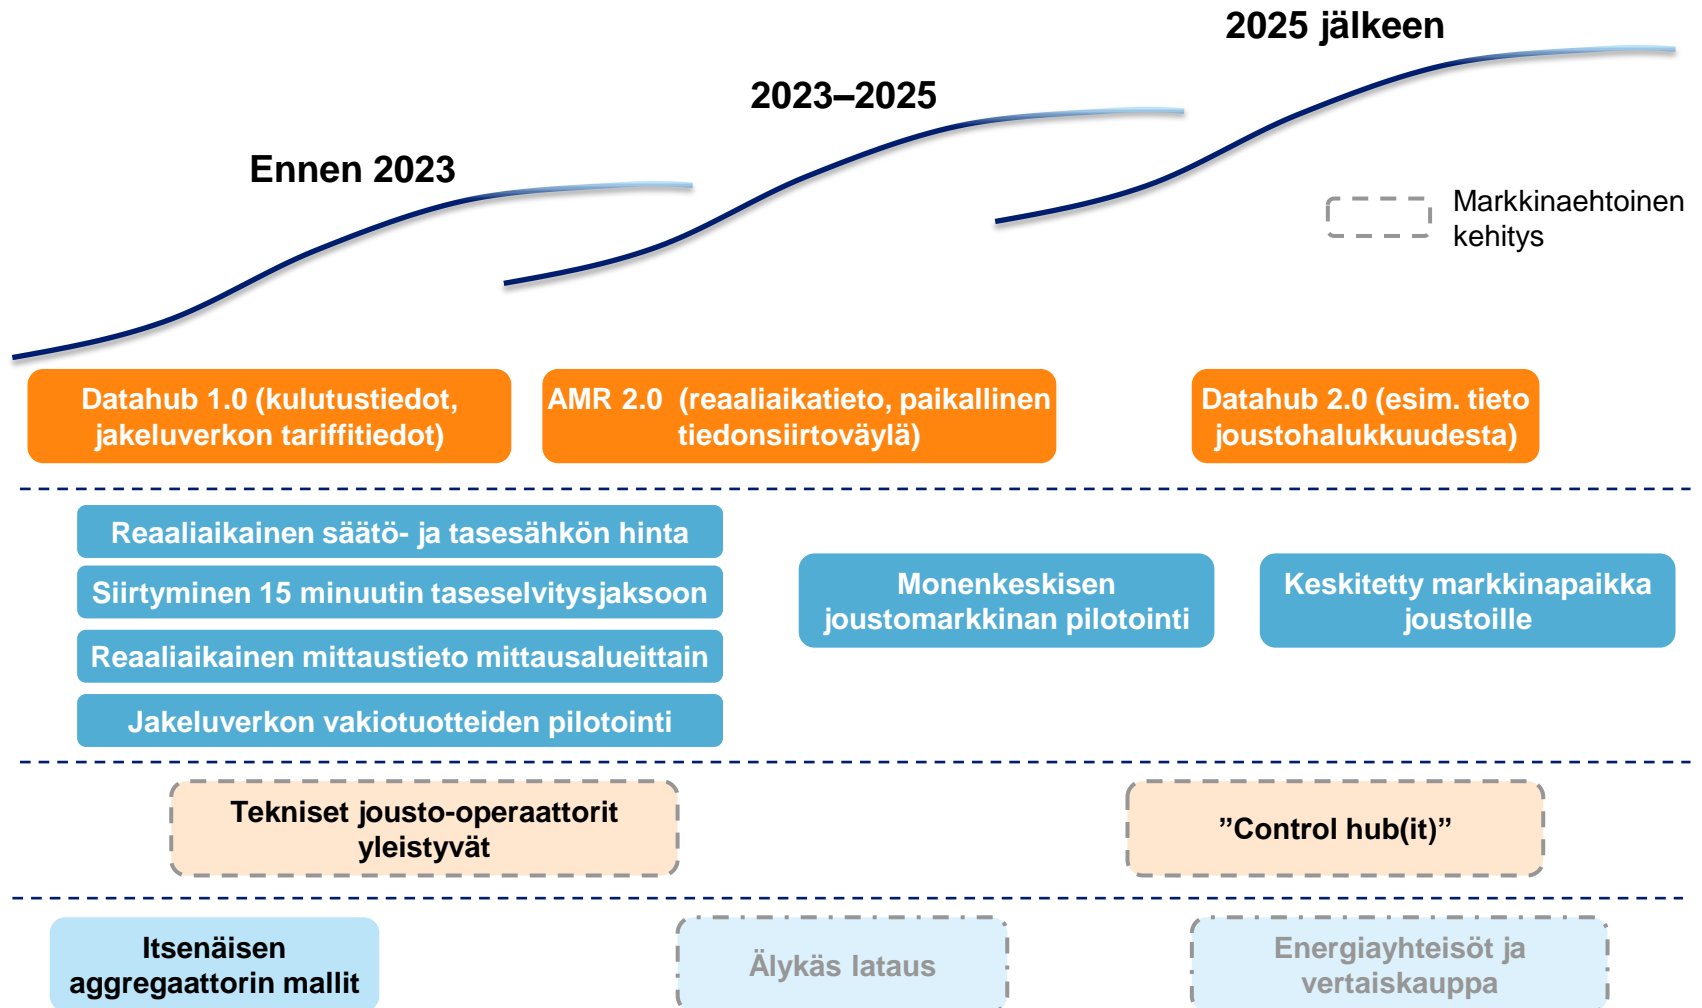 2025 jälkeen
2023–2025
Ennen 2023
Markkinaehtoinen
kehitys
Datahub 1.0 (kulutustiedot,
jakeluverkon tariffitiedot)
AMR 2.0 (reaaliaikatieto, paikallinen
tiedonsiirtoväylä)
Datahub 2.0 (esim. tieto
joustohalukkuudesta)
Reaaliaikainen säätö- ja tasesähkön hinta
Siirtyminen 15 minuutin taseselvitysjaksoon
Reaaliaikainen mittaustieto mittausalueittain
Jakeluverkon vakiotuotteiden pilotointi
Monenkeskisen
joustomarkkinan pilotointi
Keskitetty markkinapaikka
joustoille
Tekniset jousto-operaattorit
yleistyvät
”Control hub(it)”
Itsenäisen
aggregaattorin mallit
Älykäs lataus
Energiayhteisöt ja
vertaiskauppa